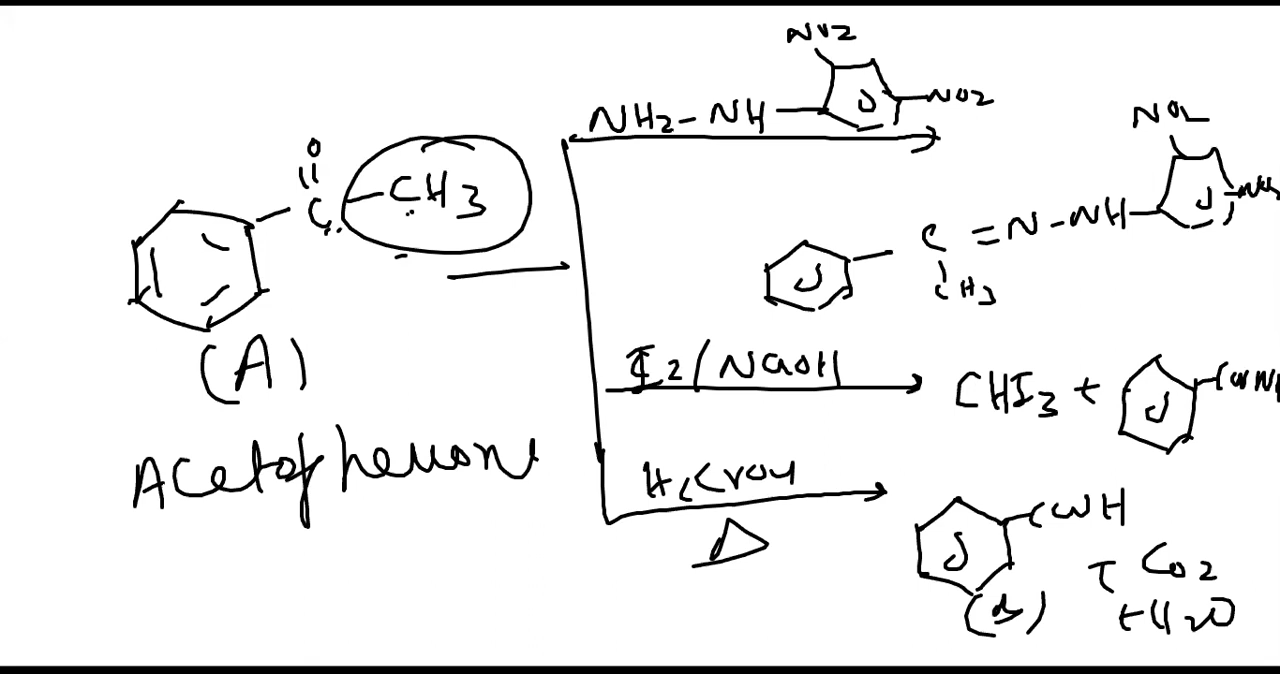 NO2
NH2-NH NO2
NO2
O
C-CH3
C=N-NH
CH3
(A)
I2/NaOH CHI3 +
Acetophenone
H2CrO4 COOH
Δ + CO2
+H2O